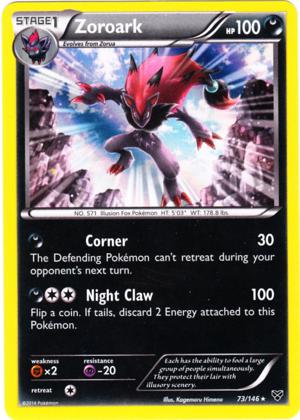 STAGE1 Zoroark HP 100
Evolves from Zorua
NO. 571 Illusion Fox Pokémon HT: 5'03" WT: 178.8 lbs
Corner 30
The Defending Pokémon can't retreat during your
opponent's next turn.
Night Claw 100
Flip a coin. If tails, discard 2 Energy attached to this
Pokémon.
weakness resistance
×2 -20
retreat
Each has the ability to fool a large
group of people simultaneously.
They protect their lair with
illusory scenery.
©2014 Pokémon Illus. Kagemaru Himeno 73/146